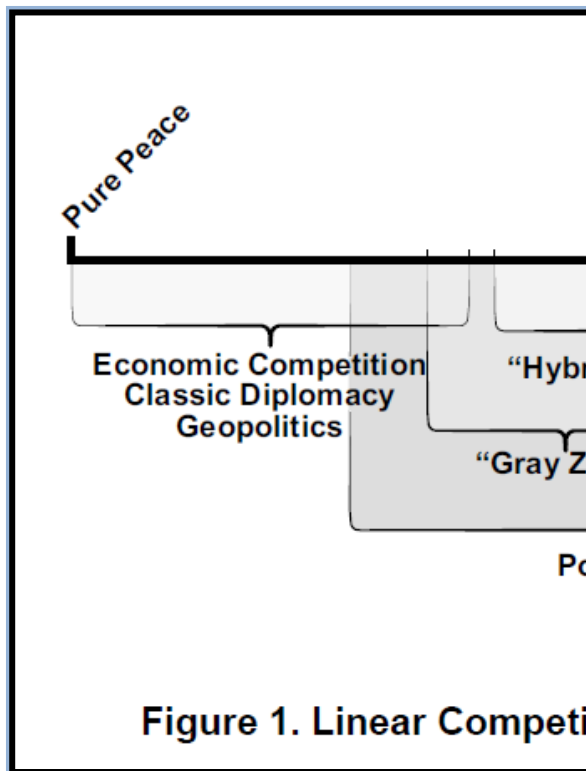 Pure Peace
Economic Competition
Classic Diplomacy
Geopolitics
“Hybr
“Gray Z
Po
Figure 1. Linear Competi